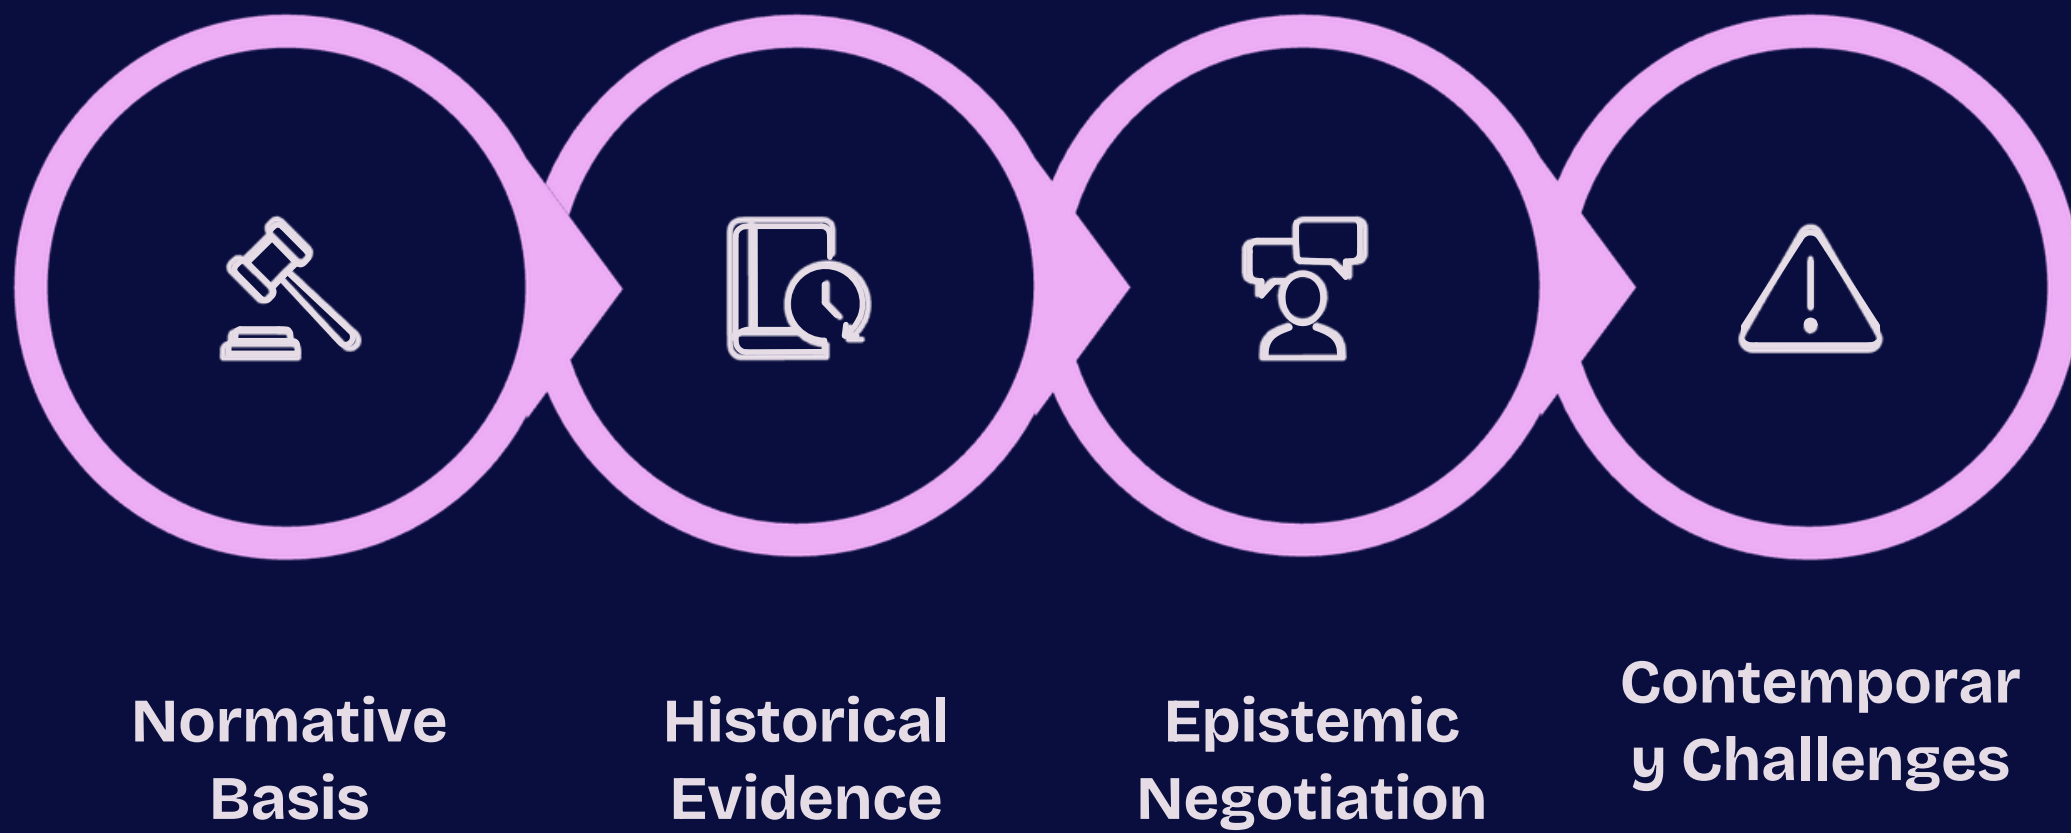 Normative
Basis
Historical
Evidence
Epistemic
Negotiation
Contemporar
y Challenges